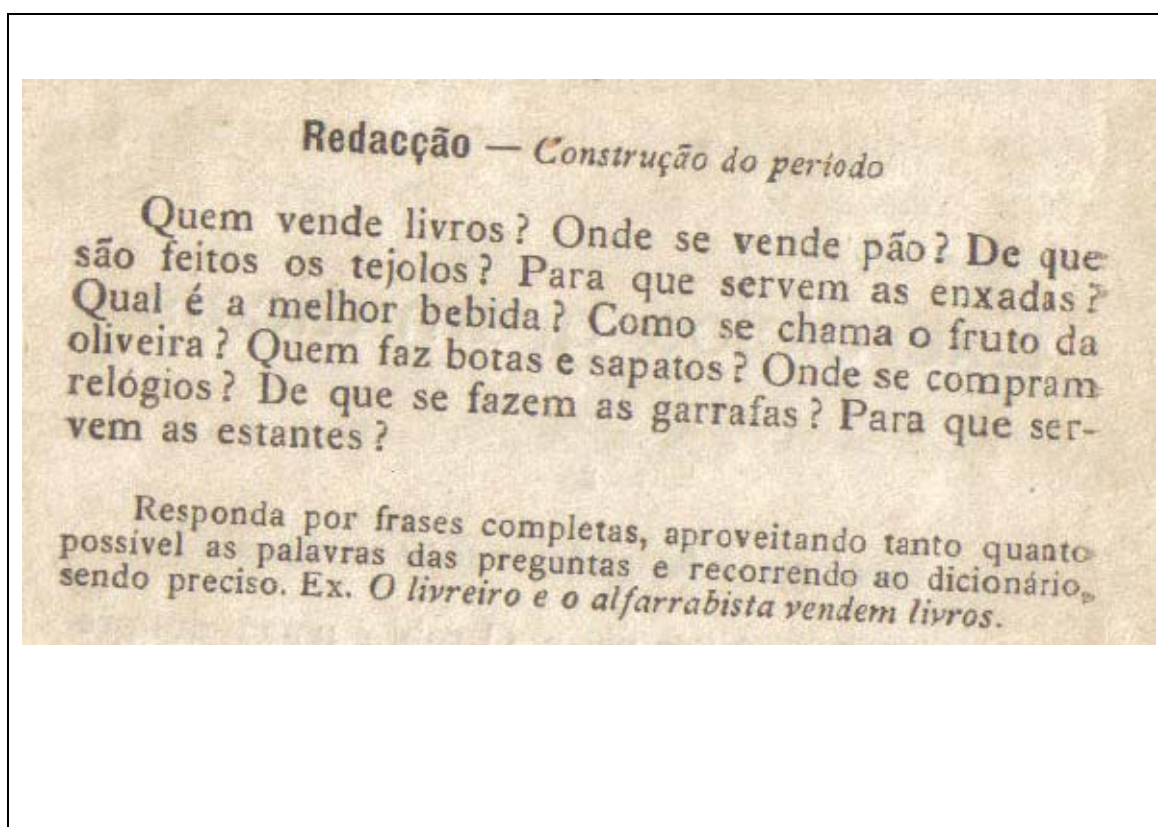 Redacção — Construção do período
Quem vende livros? Onde se vende pão? De que
são feitos os tejolos? Para que servem as enxadas?
Qual é a melhor bebida? Como se chama o fruto da
oliveira? Quem faz botas e sapatos? Onde se compram
relógios? De que se fazem as garrafas? Para que ser-
vem as estantes?
Responda por frases completas, aproveitando tanto quanto
possível as palavras das preguntas e recorrendo ao dicionário,
sendo preciso. Ex. O livreiro e o alfarrabista vendem livros.